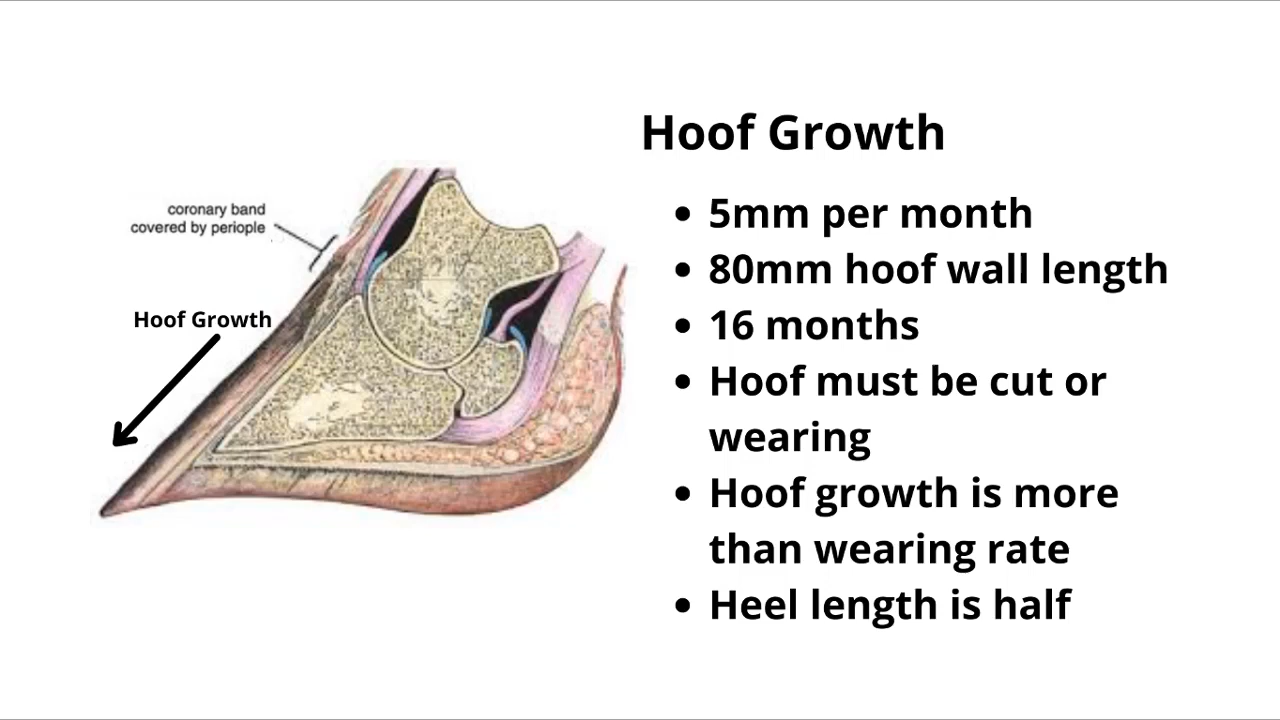 Hoof Growth
coronary band
covered by periople
Hoof Growth
• 5mm per month
• 80mm hoof wall length
• 16 months
• Hoof must be cut or
wearing
• Hoof growth is more
than wearing rate
• Heel length is half